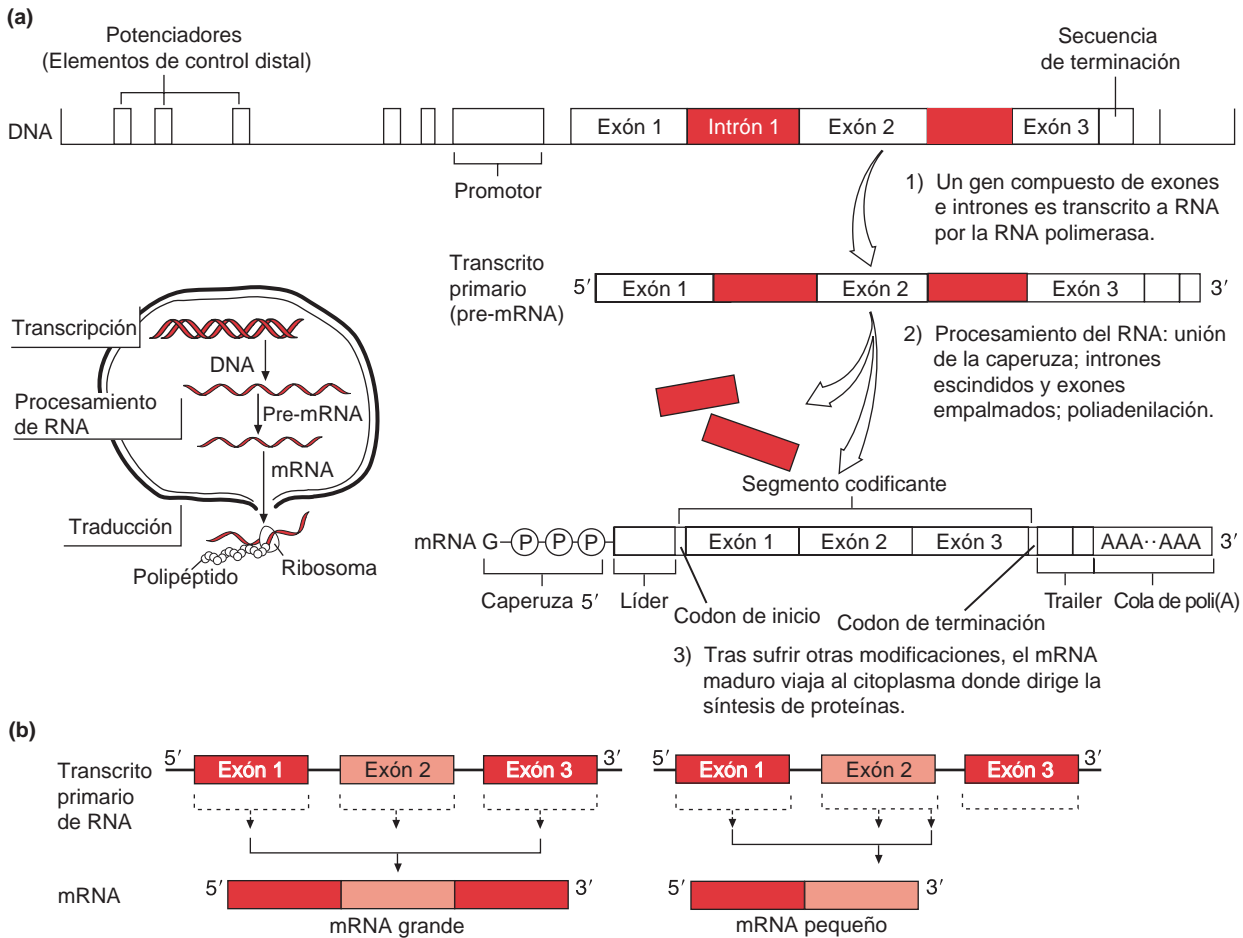 (a)
Potenciadores
(Elementos de control distal)
Secuencia
de terminación
DNA
Exón 1
Intrón 1
Exón 2
Exón 3
Promotor
1) Un gen compuesto de exones
e intrones es transcrito a RNA
por la RNA polimerasa.
Transcrito
primario
(pre-mRNA)
5′
Exón 1
Exón 2
Exón 3
3′
2) Procesamiento del RNA: unión
de la caperuza; intrones
escindidos y exones
empalmados; poliadenilación.
Transcripción
DNA
Procesamiento
de RNA
Pre-mRNA
mRNA
Traducción
Polipéptido
Ribosoma
Segmento codificante
mRNA G P P P
Exón 1
Exón 2
Exón 3
AAA··AAA
3′
Caperuza 5′
Líder
Codon de inicio
Codon de terminación
Trailer
Cola de poli(A)
3) Tras sufrir otras modificaciones, el mRNA
maduro viaja al citoplasma donde dirige la
síntesis de proteínas.
(b)
Transcrito
primario
de RNA
5′
Exón 1
Exón 2
Exón 3
3′
5′
Exón 1
Exón 2
Exón 3
3′
mRNA
5′
3′
mRNA grande
5′
3′
mRNA pequeño